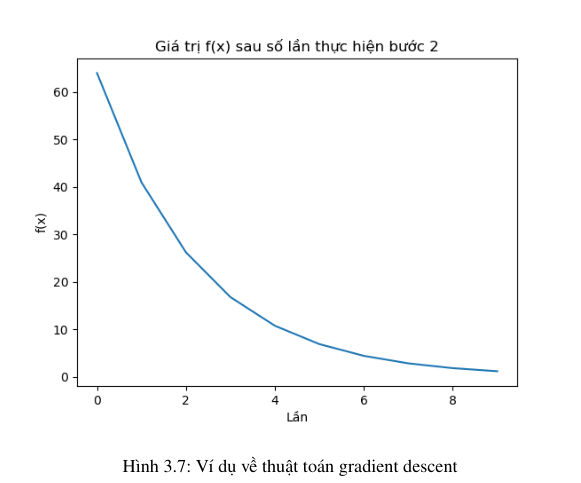 Giá trị f(x) sau số lần thực hiện bước 2
60
50
40
30
20
10
0
f(x)
0 2 4 6 8
Lần
Hình 3.7: Ví dụ về thuật toán gradient descent